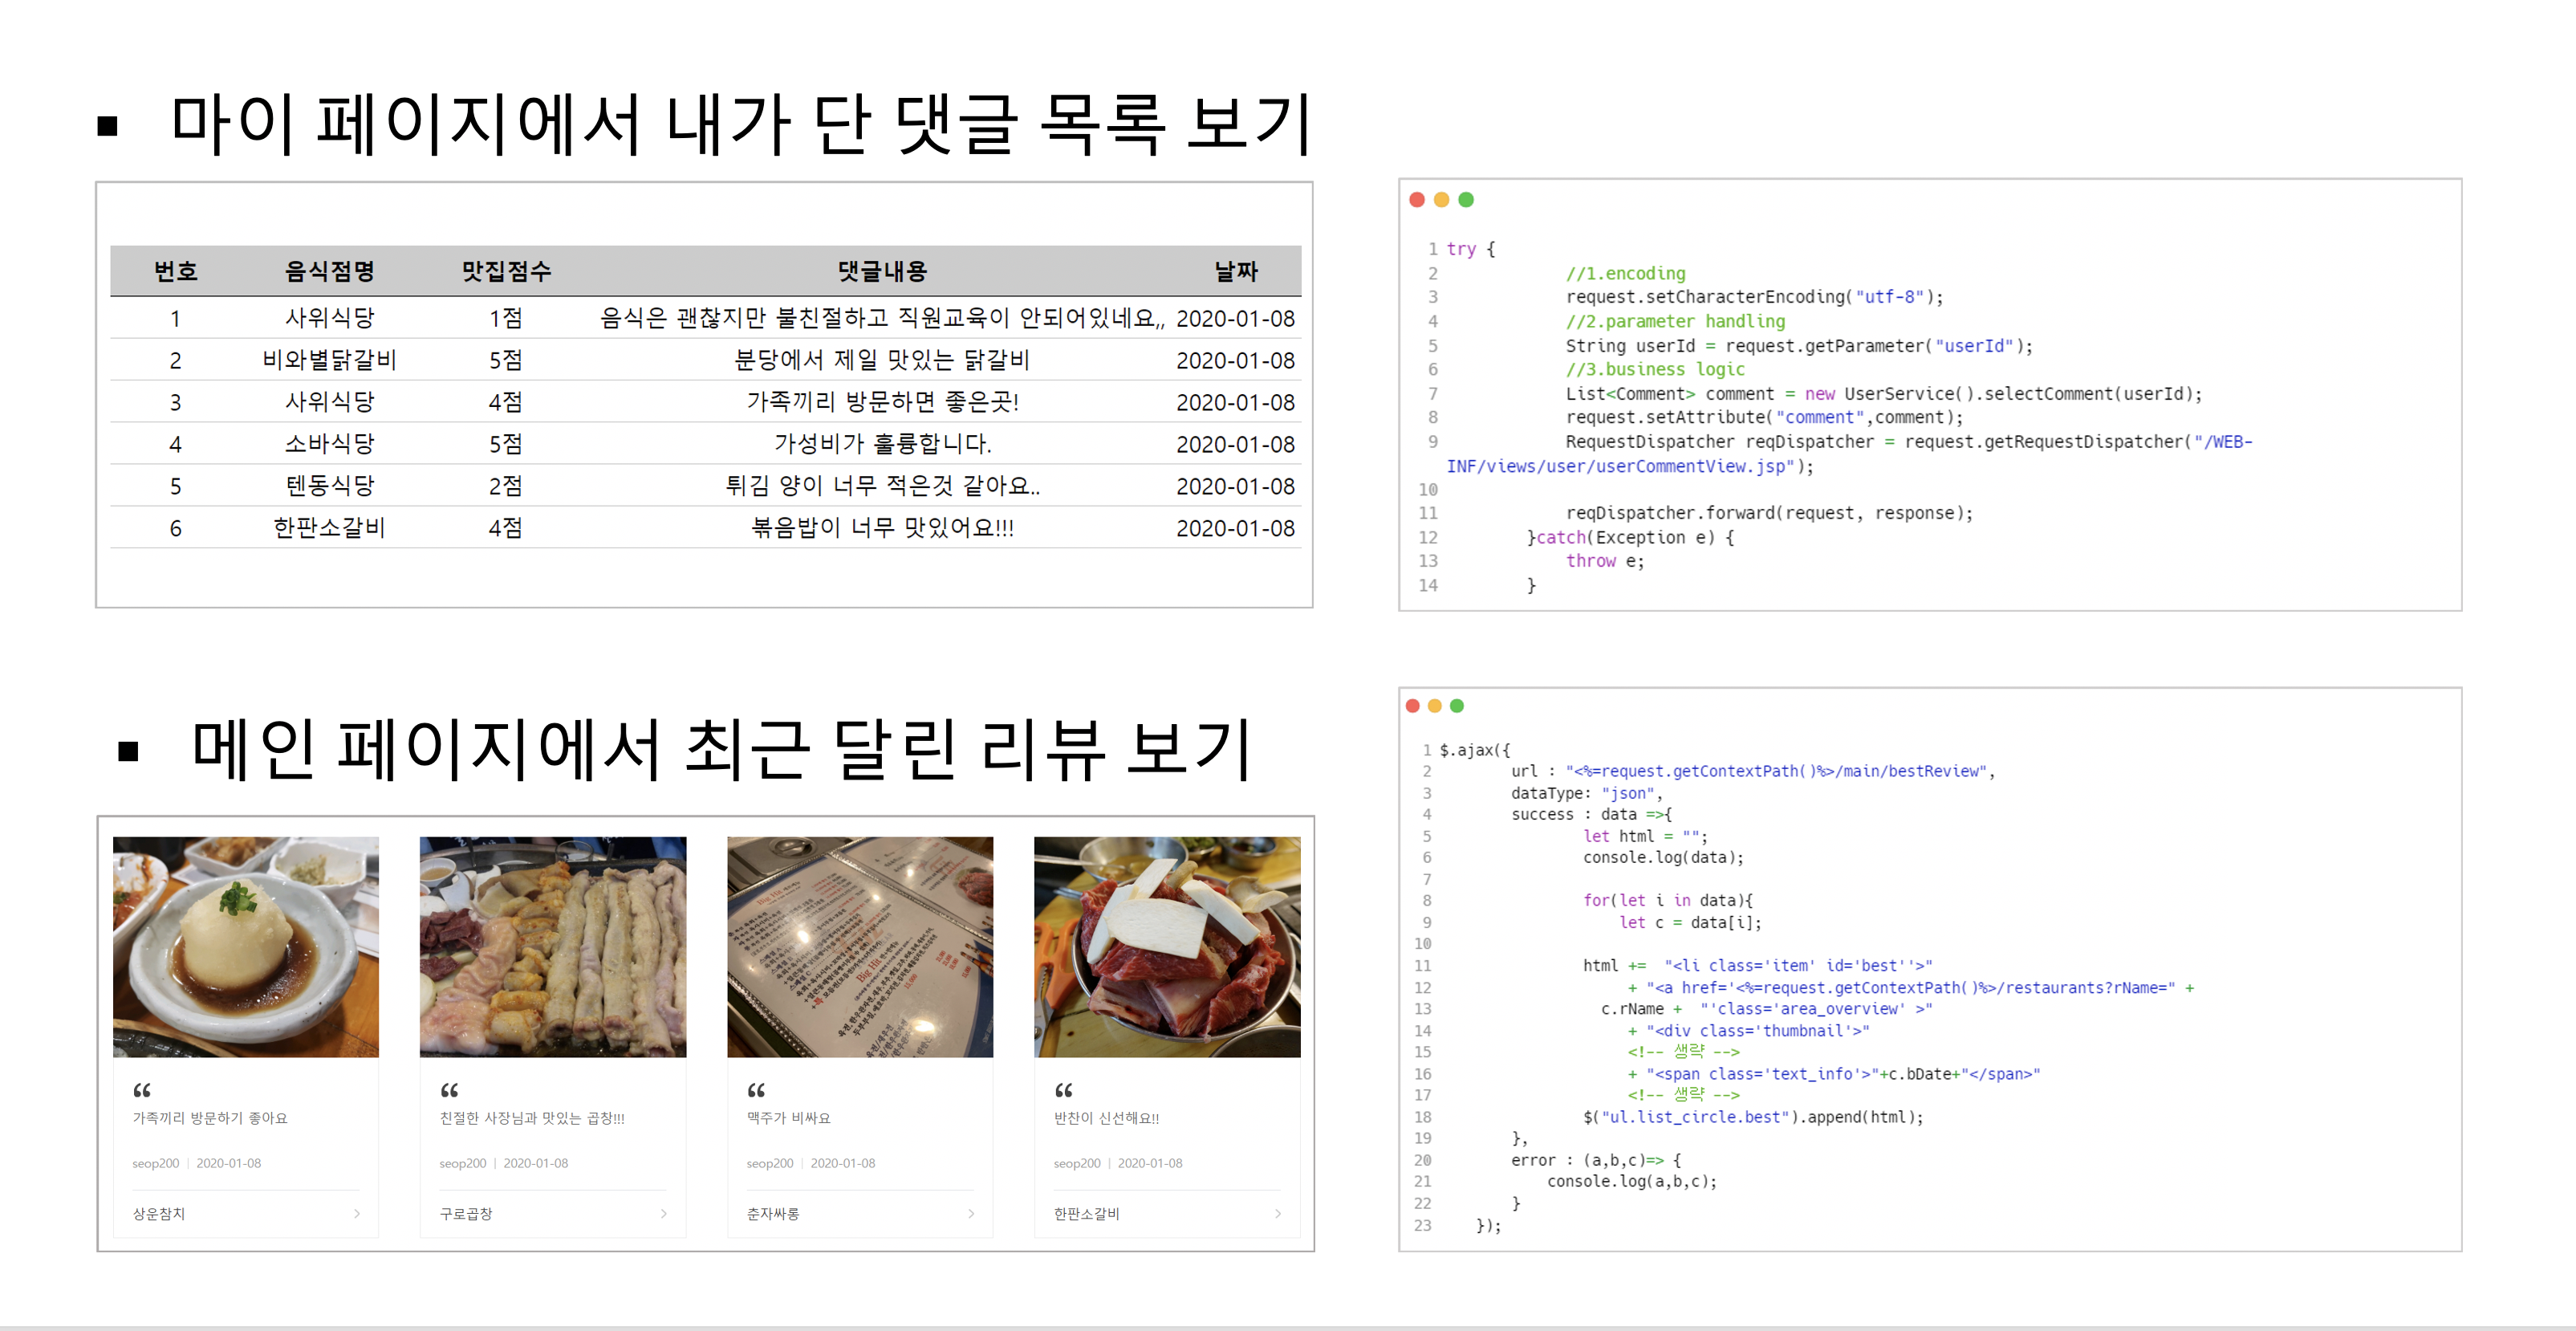 ▪ 마이 페이지에서 내가 단 댓글 목록 보기
번호 음식점명 맛집점수 댓글내용 날짜
1 사위식당 1점 음식은 괜찮지만 불친절하고 직원교육이 안되어있네요,, 2020-01-08
2 비와별닭갈비 5점 분당에서 제일 맛있는 닭갈비 2020-01-08
3 사위식당 4점 가족끼리 방문하면 좋은곳! 2020-01-08
4 소바식당 5점 가성비가 훌륭합니다. 2020-01-08
5 텐동식당 2점 튀김 양이 너무 적은것 같아요.. 2020-01-08
6 한판소갈비 4점 볶음밥이 너무 맛있어요!!! 2020-01-08
1 try {
2 //1.encoding
3 request.setCharacterEncoding("utf-8");
4 //2.parameter handling
5 String userId = request.getParameter("userId");
6 //3.business logic
7 List<Comment> comment = new UserService().selectComment(userId);
8 request.setAttribute("comment",comment);
9 RequestDispatcher reqDispatcher = request.getRequestDispatcher("/WEB-
INF/views/user/userCommentView.jsp");
10
11 reqDispatcher.forward(request, response);
12 }catch(Exception e) {
13 throw e;
14 }
▪ 메인 페이지에서 최근 달린 리뷰 보기
Big Hit
“ “ “ “
가족끼리 방문하기 좋아요 친절한 사장님과 맛있는 곱창!!! 맥주가 비싸요 반찬이 신선해요!!
seop200 | 2020-01-08 seop200 | 2020-01-08 seop200 | 2020-01-08 seop200 | 2020-01-08
상운참치 > 구로곱창 > 춘자싸롱 > 한판소갈비 >
1 $.ajax({
2 url : "<%=request.getContextPath()%>/main/bestReview",
3 dataType: "json",
4 success : data =>{
5 let html = "";
6 console.log(data);
7
8 for(let i in data){
9 let c = data[i];
10
11 html += "<li class='item' id='best''>"
12 + "<a href='<%=request.getContextPath()%>/restaurants?rName=" +
13 c.rName + "'class='area_overview' >"
14 + "<div class='thumbnail'>"
15 <!-- 생략 -->
16 + "<span class='text_info'>"+c.bDate+"</span>"
17 <!-- 생략 -->
18 $("ul.list_circle.best").append(html);
19 },
20 error : (a,b,c)=> {
21 console.log(a,b,c);
22 }
23 });